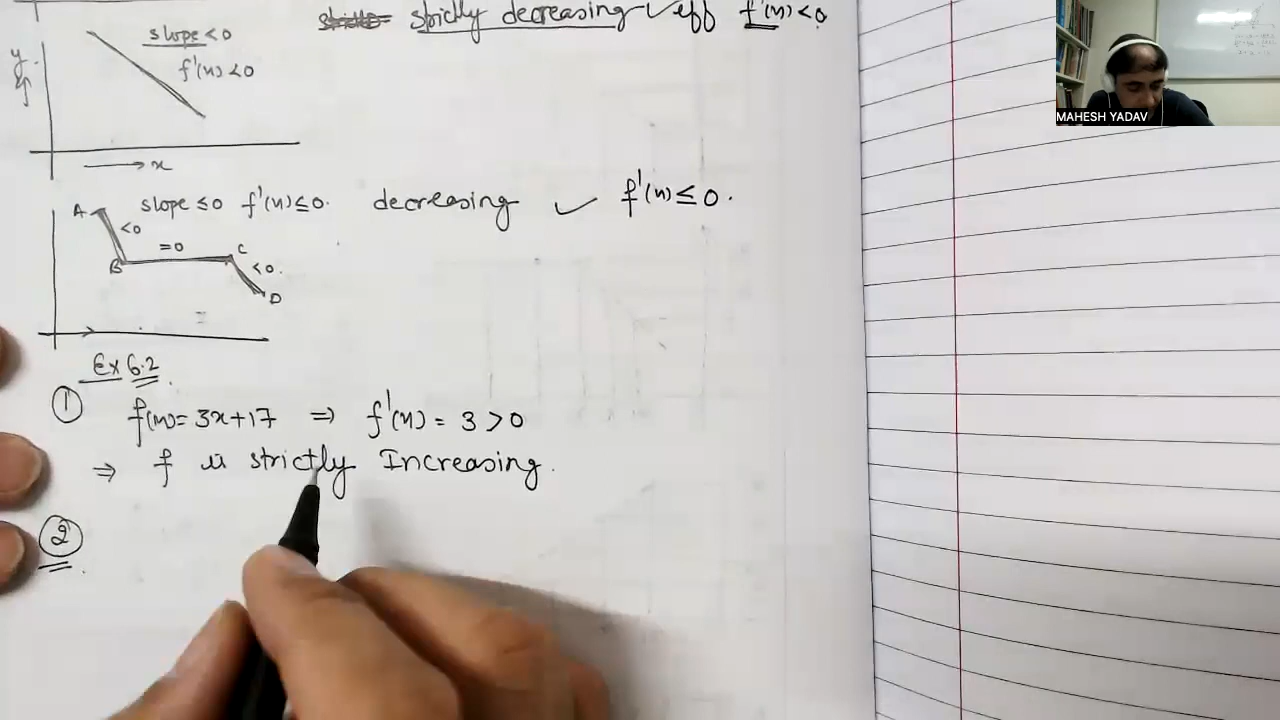 strictly decreasing ✓ iff f'(x) < 0
slope < 0
f'(x) < 0
y
x
MAHESH YADAV
slope ≤ 0 f'(x) ≤ 0. decreasing ✓ f'(x) ≤ 0.
A
< 0
= 0
B
C
< 0.
D
Ex 6.2
① f(x) = 3x+17 ⇒ f'(x) = 3 > 0
⇒ f is strictly Increasing.
②